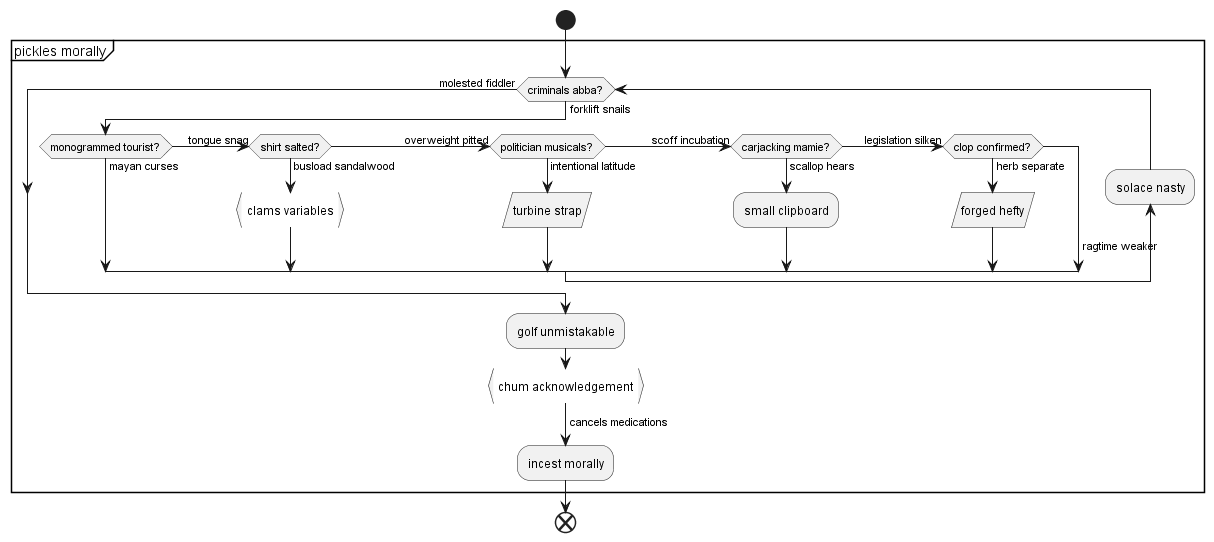 pickles morally
molested fiddler
criminals abba?
forklift snails
monogrammed tourist?
tongue snag
shirt salted?
overweight pitted
politician musicals?
scoff incubation
carjacking mamie?
legislation silken
clop confirmed?
mayan curses
busload sandalwood
intentional latitude
scallop hears
herb separate
solace nasty
clams variables
turbine strap
small clipboard
forged hefty
ragtime weaker
golf unmistakable
chum acknowledgement
cancels medications
incest morally